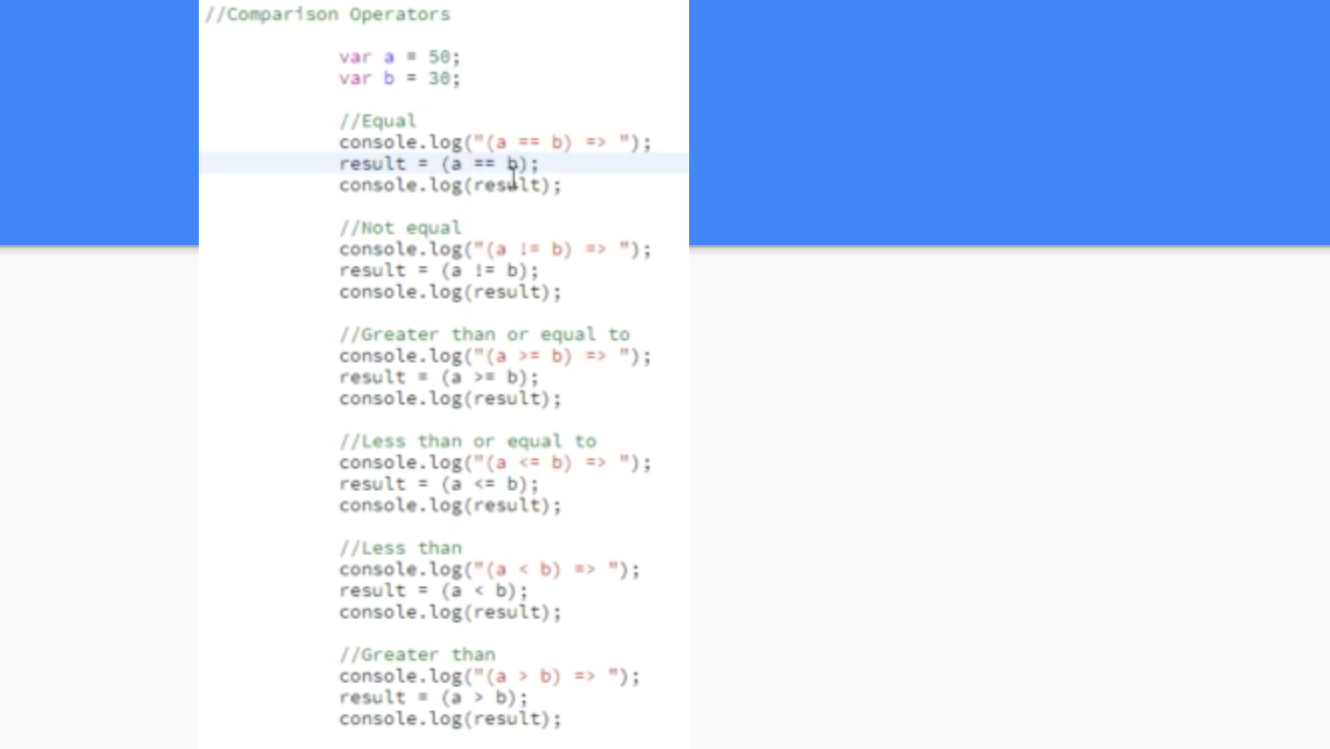 //Comparison Operators
var a = 50;
var b = 30;
//Equal
console.log("(a == b) => ");
result = (a == b);
console.log(result);
//Not equal
console.log("(a != b) => ");
result = (a != b);
console.log(result);
//Greater than or equal to
console.log("(a >= b) => ");
result = (a >= b);
console.log(result);
//Less than or equal to
console.log("(a <= b) => ");
result = (a <= b);
console.log(result);
//Less than
console.log("(a < b) => ");
result = (a < b);
console.log(result);
//Greater than
console.log("(a > b) => ");
result = (a > b);
console.log(result);